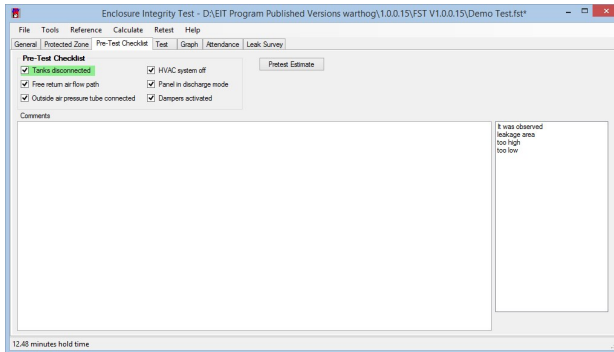 Enclosure Integrity Test - D:\EIT Program Published Versions warthog\1.0.0.15\FST V1.0.0.15\Demo Test.fst*
File Tools Reference Calculate Retest Help
General Protected Zone Pre-Test Checklist Test Graph Attendance Leak Survey
Pre-Test Checklist
Tanks disconnected HVAC system off Pretest Estimate
Free return air flow path Panel in discharge mode
Outside air pressure tube connected Dampers activated
Comments
It was observed
leakage area
too high
too low
12.48 minutes hold time